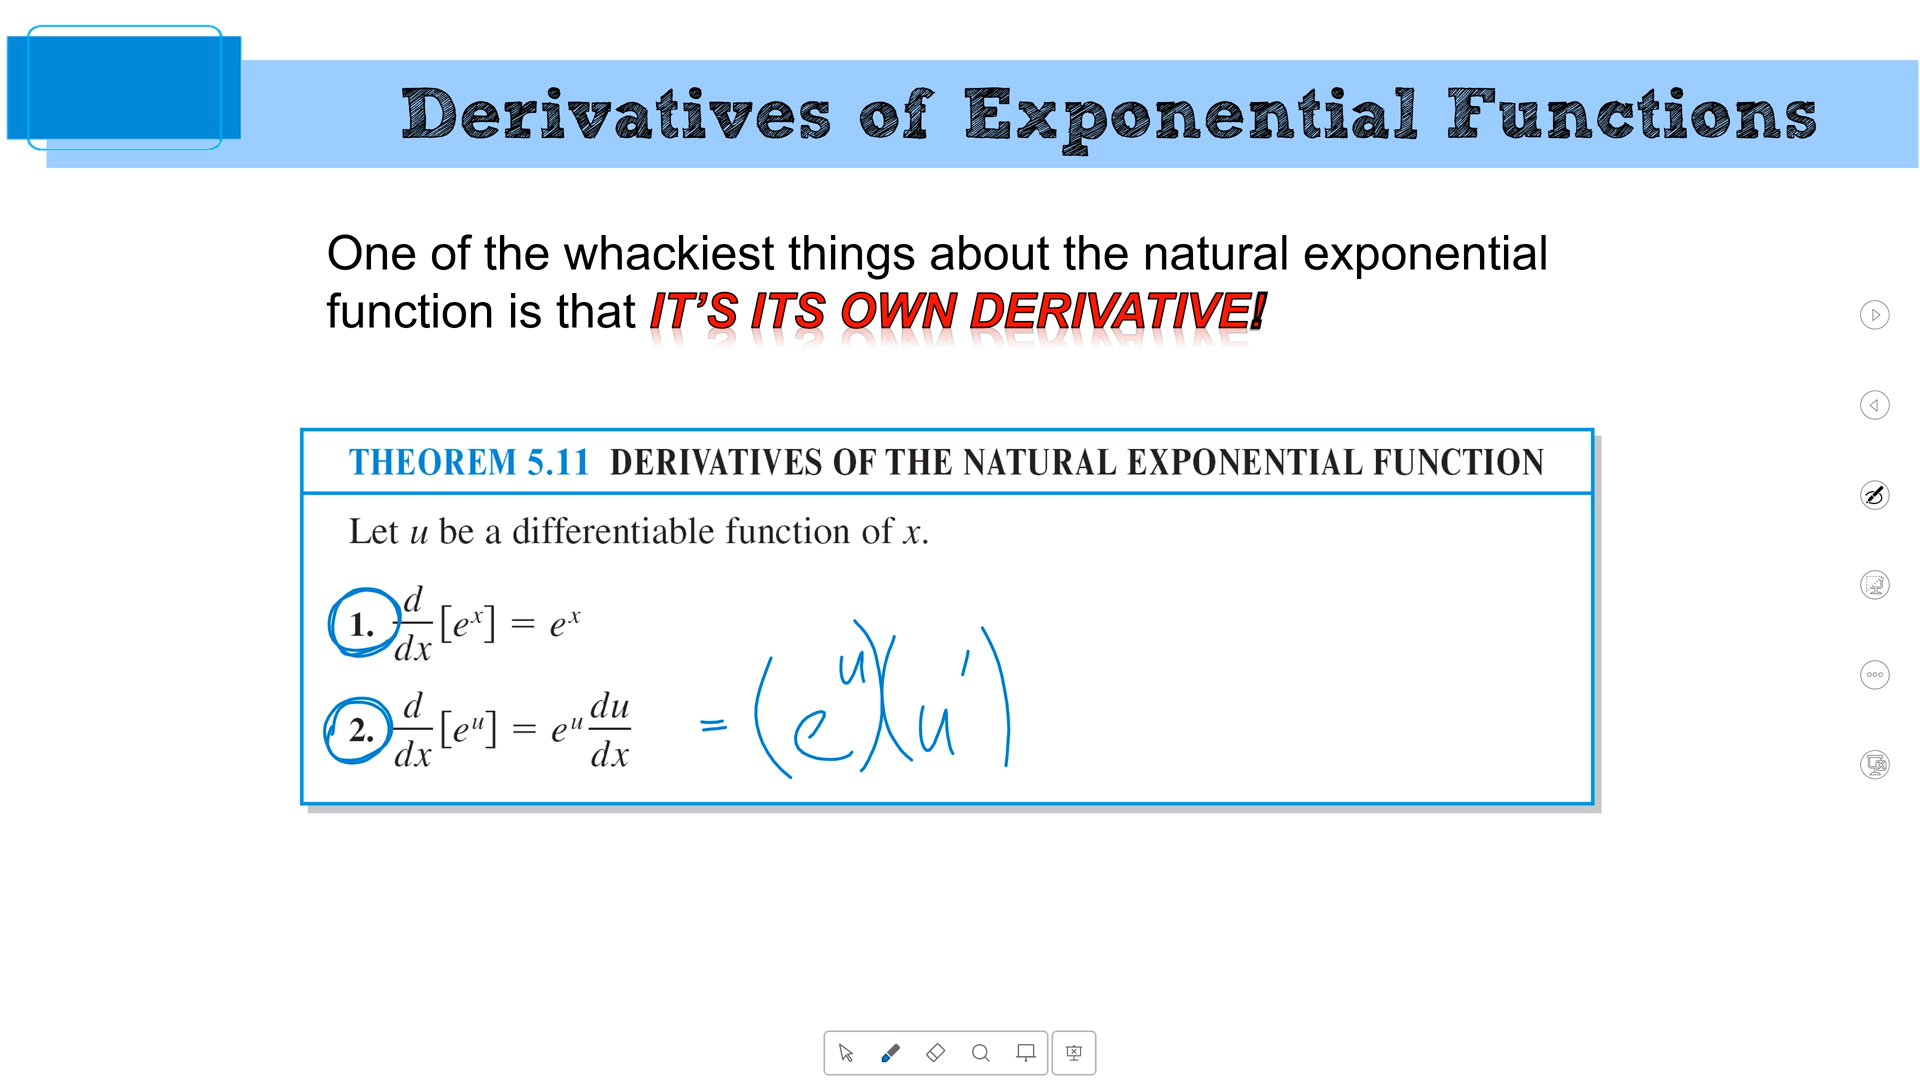 Derivatives of Exponential Functions
One of the whackiest things about the natural exponential
function is that IT’S ITS OWN DERIVATIVE!
THEOREM 5.11 DERIVATIVES OF THE NATURAL EXPONENTIAL FUNCTION
Let u be a differentiable function of x.
1. d/dx [e^x] = e^x
2. d/dx [e^u] = e^u du/dx = (e^u)(u')